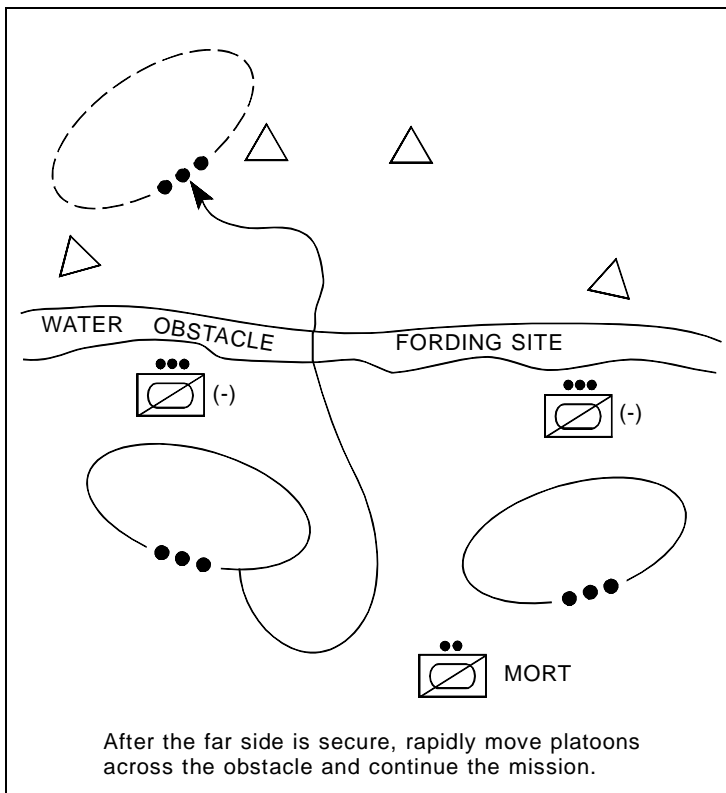 WATER OBSTACLE FORDING SITE
(-)
(-)
MORT
After the far side is secure, rapidly move platoons
across the obstacle and continue the mission.